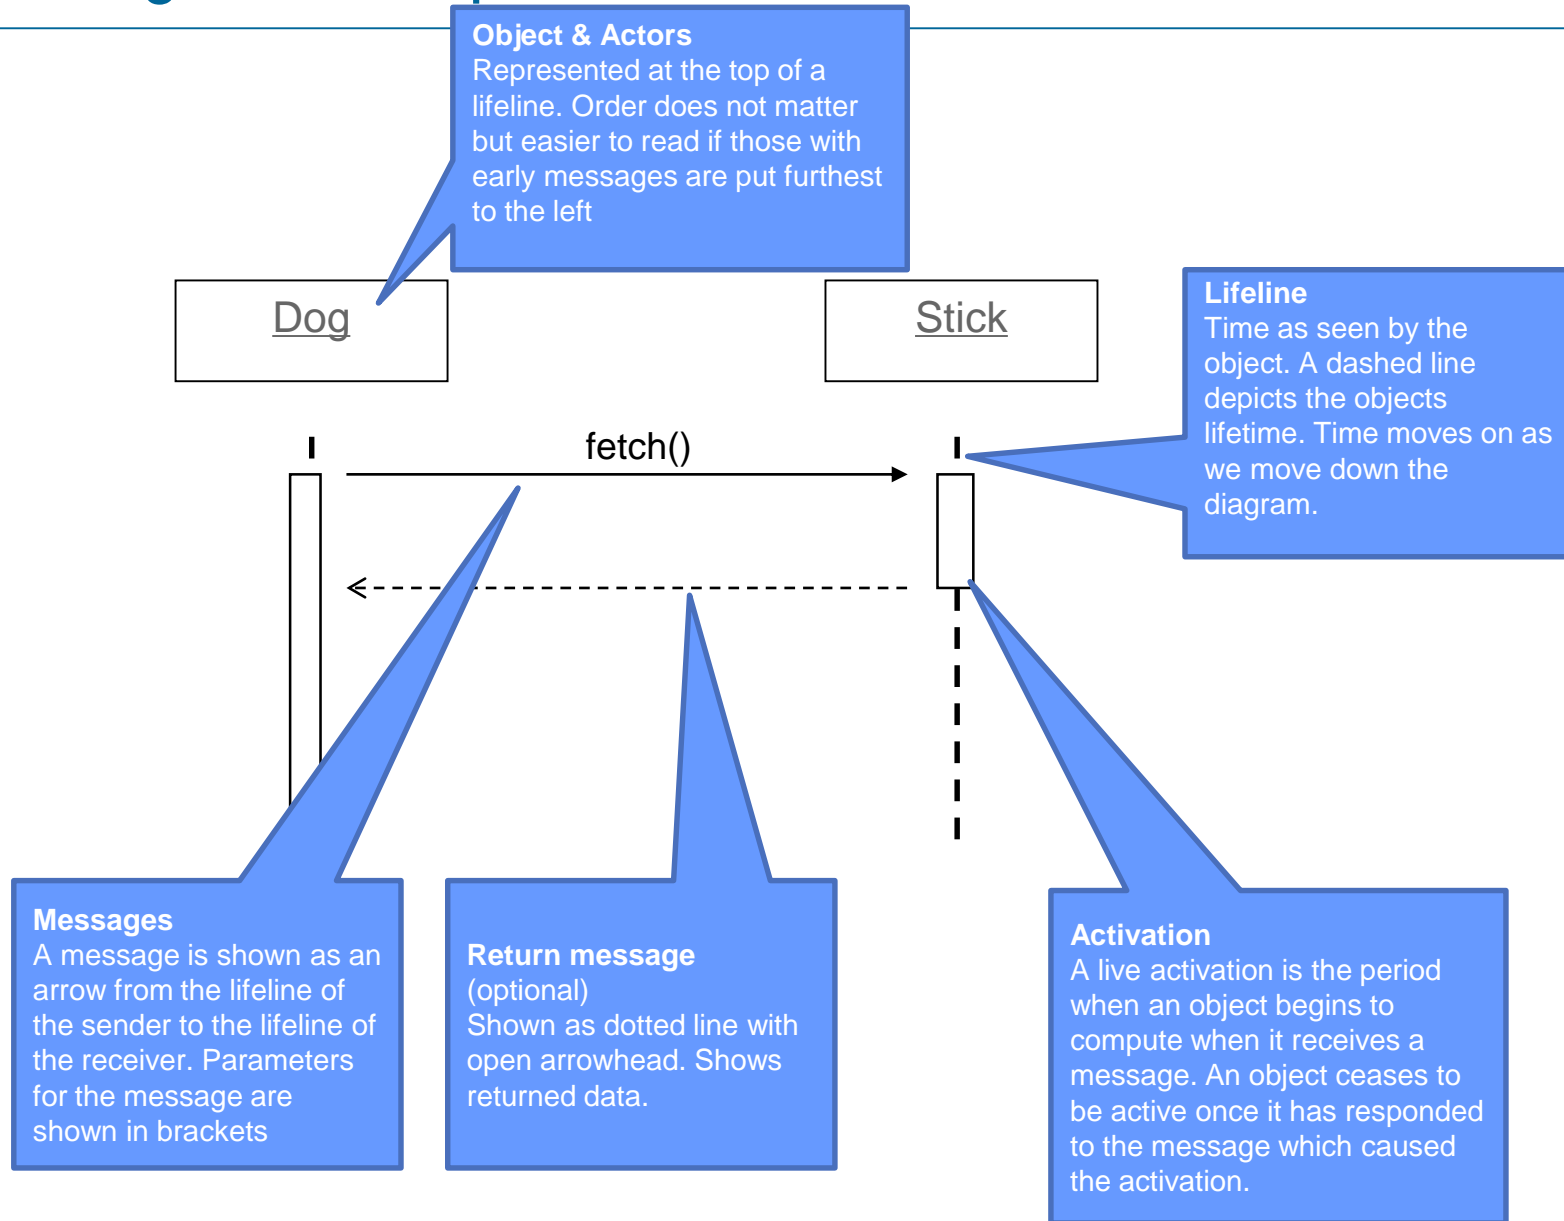 Object & Actors
Represented at the top of a
lifeline. Order does not matter
but easier to read if those with
early messages are put furthest
to the left
Dog
Stick
Lifeline
Time as seen by the
object. A dashed line
depicts the objects
lifetime. Time moves on as
we move down the
diagram.
fetch()
Messages
A message is shown as an
arrow from the lifeline of
the sender to the lifeline of
the receiver. Parameters
for the message are
shown in brackets
Return message
(optional)
Shown as dotted line with
open arrowhead. Shows
returned data.
Activation
A live activation is the period
when an object begins to
compute when it receives a
message. An object ceases to
be active once it has responded
to the message which caused
the activation.